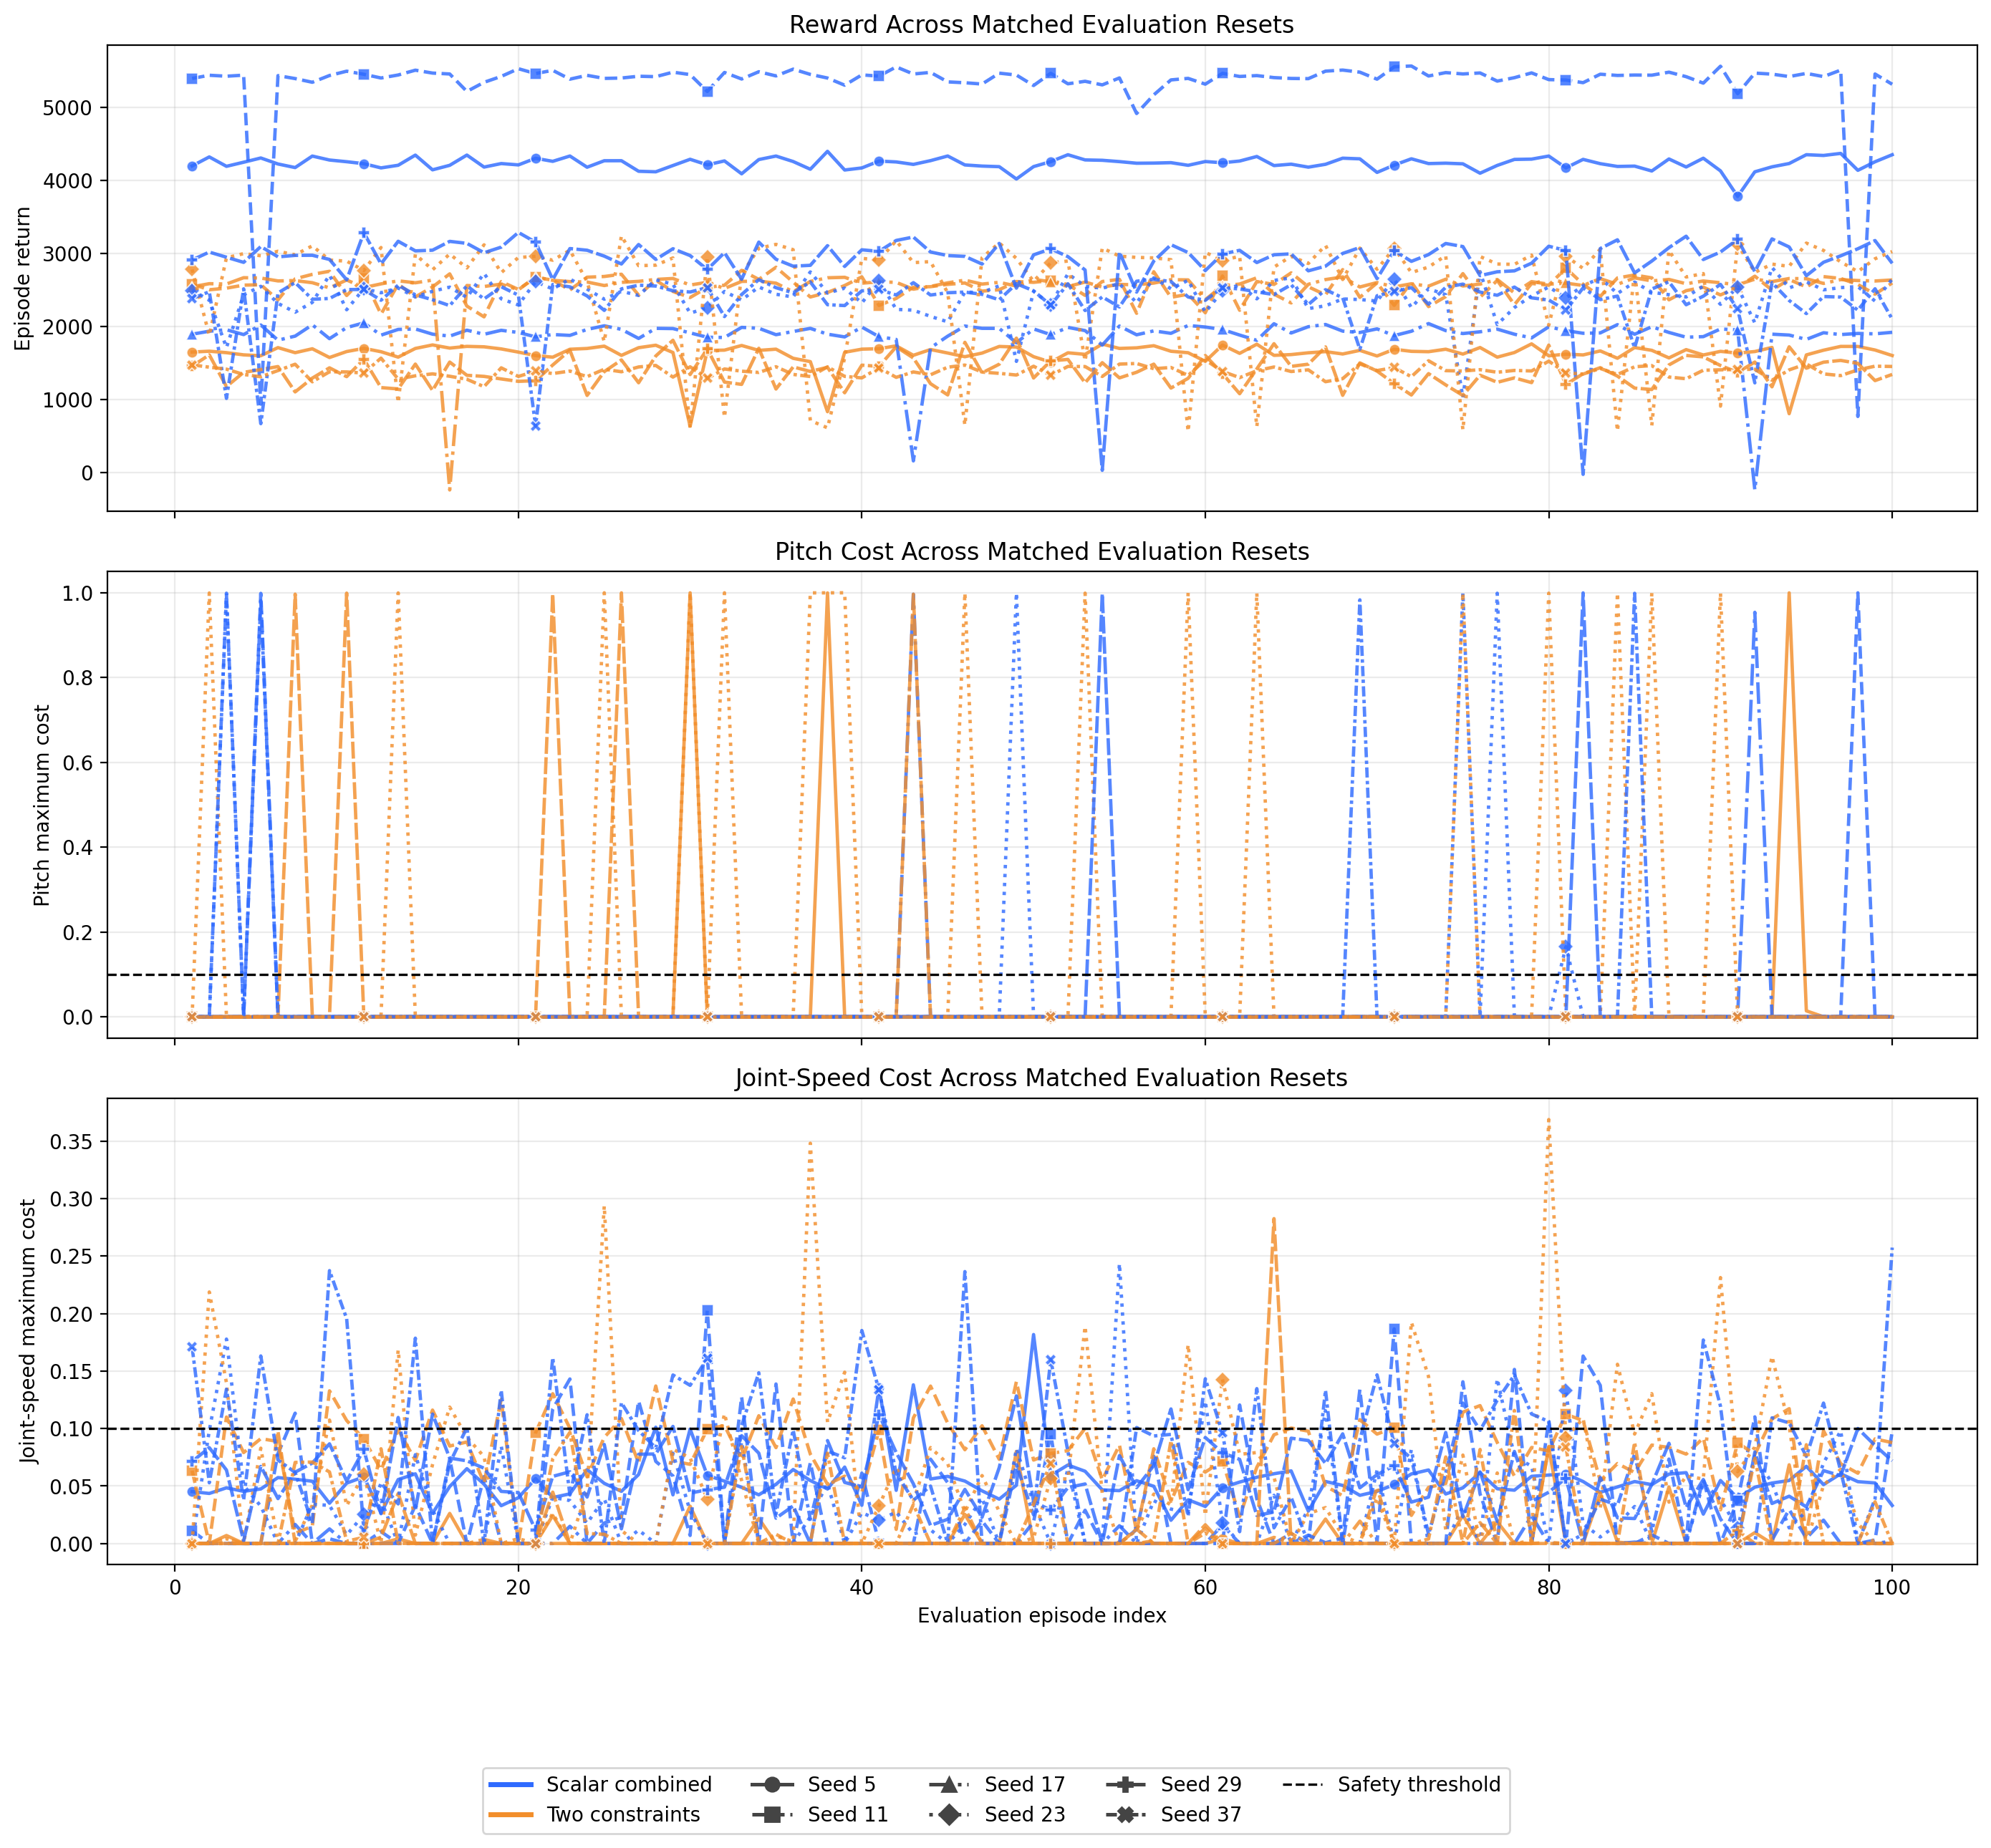 Reward Across Matched Evaluation Resets
Episode return
5000
4000
3000
2000
1000
0
Pitch Cost Across Matched Evaluation Resets
Pitch maximum cost
1.0
0.8
0.6
0.4
0.2
0.0
Joint-Speed Cost Across Matched Evaluation Resets
Joint-speed maximum cost
0.35
0.30
0.25
0.20
0.15
0.10
0.05
0.00
0 20 40 60 80 100
Evaluation episode index
Scalar combined Seed 5 Seed 17 Seed 29 Safety threshold
Two constraints Seed 11 Seed 23 Seed 37